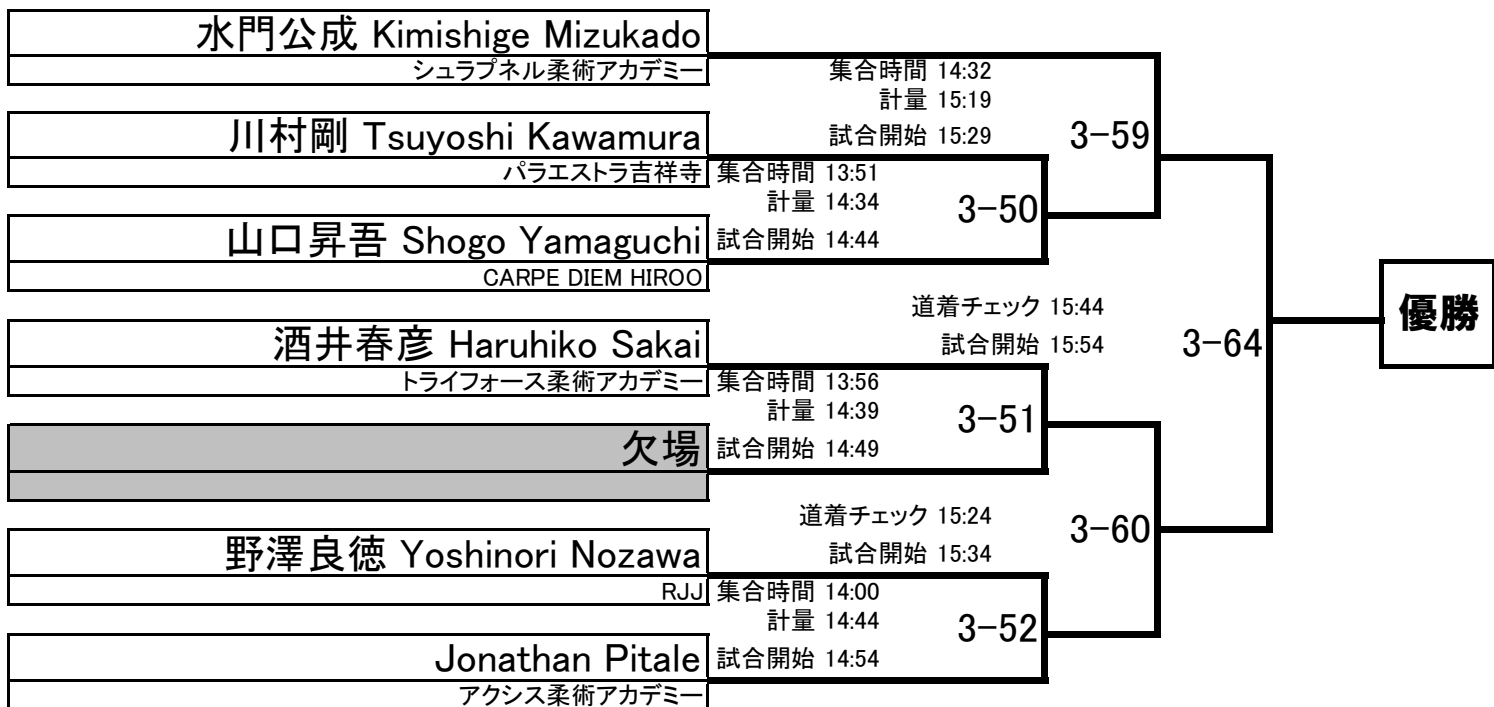 水門公成 Kimishige Mizukado
シュラプネル柔術アカデミー
集合時間 14:32
計量 15:19
試合開始 15:29
3-59
川村剛 Tsuyoshi Kawamura
パラエストラ吉祥寺
集合時間 13:51
計量 14:34
試合開始 14:44
3-50
山口昇吾 Shogo Yamaguchi
CARPE DIEM HIROO
道着チェック 15:44
試合開始 15:54
3-64
優勝
酒井春彦 Haruhiko Sakai
トライフォース柔術アカデミー
集合時間 13:56
計量 14:39
試合開始 14:49
3-51
欠場
道着チェック 15:24
試合開始 15:34
3-60
野澤良徳 Yoshinori Nozawa
RJJ
集合時間 14:00
計量 14:44
試合開始 14:54
3-52
Jonathan Pitale
アクシス柔術アカデミー